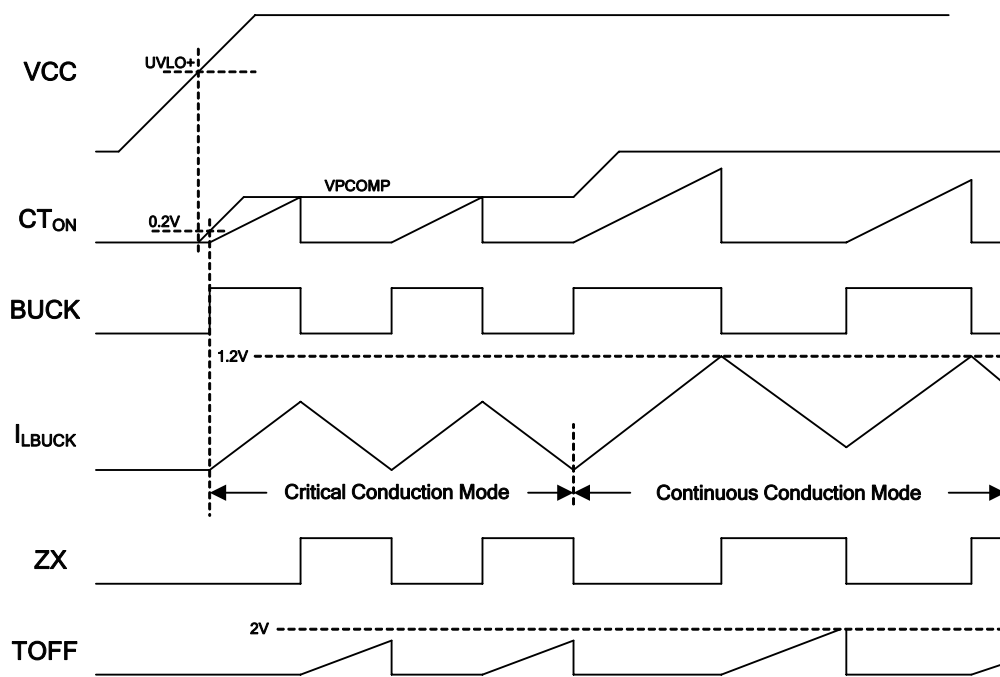 VCC
UVLO+
VPCOMP
CTON
0.2V
BUCK
1.2V
ILBUCK
Critical Conduction Mode
Continuous Conduction Mode
ZX
2V
TOFF